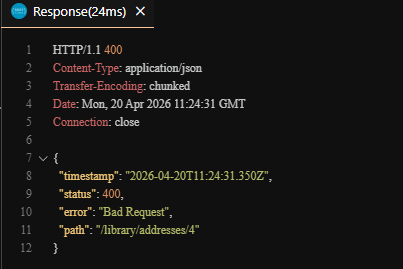 Response(24ms) ×
1 HTTP/1.1 400
2 Content-Type: application/json
3 Transfer-Encoding: chunked
4 Date: Mon, 20 Apr 2026 11:24:31 GMT
5 Connection: close
6
7 {
8 "timestamp": "2026-04-20T11:24:31.350Z",
9 "status": 400,
10 "error": "Bad Request",
11 "path": "/library/addresses/4"
12 }